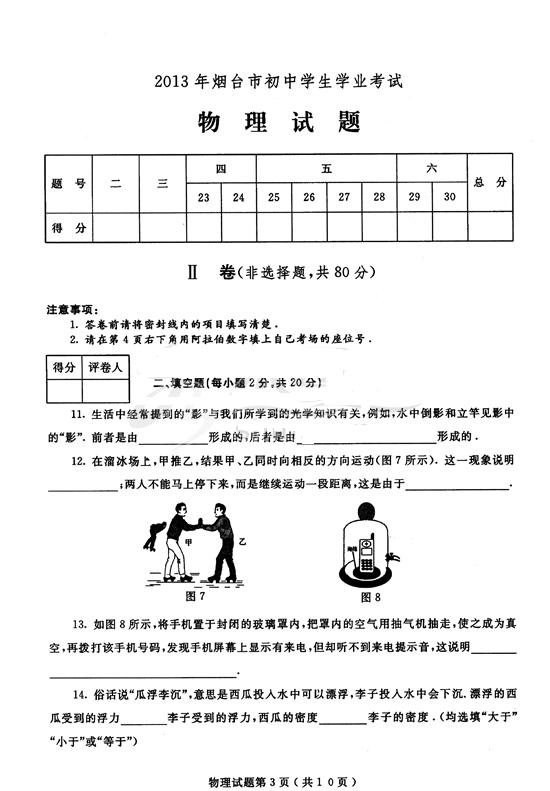 2013年烟台市初中学生学业考试
物 理 试 题
题 号 二 三 四 五 六 总 分
23 24 25 26 27 28 29 30
得 分
Ⅱ 卷(非选择题,共80分)
注意事项:
1. 答卷前请将密封线内的项目填写清楚.
2. 请在第4页右下角用阿拉伯数字填上自己考场的座位号.
得分 评卷人
二、填空题(每小题2分,共20分)
11. 生活中经常提到的“影”与我们所学到的光学知识有关,例如,水中倒影和立竿见影中
的“影”. 前者是由________形成的,后者是由________形成的.
12. 在溜冰场上,甲推乙,结果甲、乙同时向相反的方向运动(图7所示). 这一现象说明
________;两人不能马上停下来,而是继续运动一段距离,这是由于________.
甲 乙
图7 图8
13. 如图8所示,将手机置于封闭的玻璃罩内,把罩内的空气用抽气机抽走,使之成为真
空,再拨打该手机号码,发现手机屏幕上显示有来电,但却听不到来电提示音,这说明________
________.
14. 俗话说“瓜浮李沉”,意思是西瓜投入水中可以漂浮,李子投入水中会下沉.漂浮的西
瓜受到的浮力________李子受到的浮力,西瓜的密度________李子的密度.(均选填“大于”
“小于”或“等于”)
物理试题第3页(共10页)